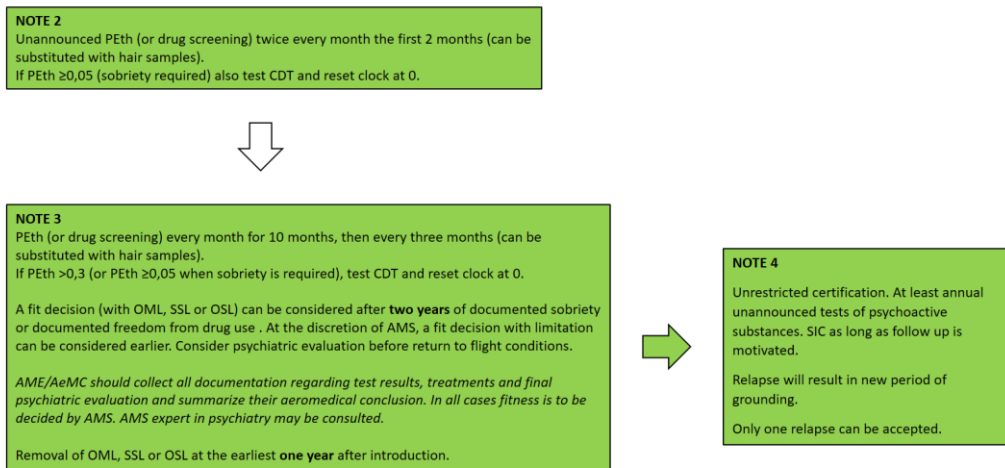 NOTE 2
Unannounced PEth (or drug screening) twice every month the first 2 months (can be
substituted with hair samples).
If PEth ≥0,05 (sobriety required) also test CDT and reset clock at 0.
NOTE 3
PEth (or drug screening) every month for 10 months, then every three months (can be
substituted with hair samples).
If PEth >0,3 (or PEth ≥0,05 when sobriety is required), test CDT and reset clock at 0.
A fit decision (with OML, SSL or OSL) can be considered after two years of documented sobriety
or documented freedom from drug use . At the discretion of AMS, a fit decision with limitation
can be considered earlier. Consider psychiatric evaluation before return to flight conditions.
AME/AeMC should collect all documentation regarding test results, treatments and final
psychiatric evaluation and summarize their aeromedical conclusion. In all cases fitness is to be
decided by AMS. AMS expert in psychiatry may be consulted.
Removal of OML, SSL or OSL at the earliest one year after introduction.
NOTE 4
Unrestricted certification. At least annual
unannounced tests of psychoactive
substances. SIC as long as follow up is
motivated.
Relapse will result in new period of
grounding.
Only one relapse can be accepted.